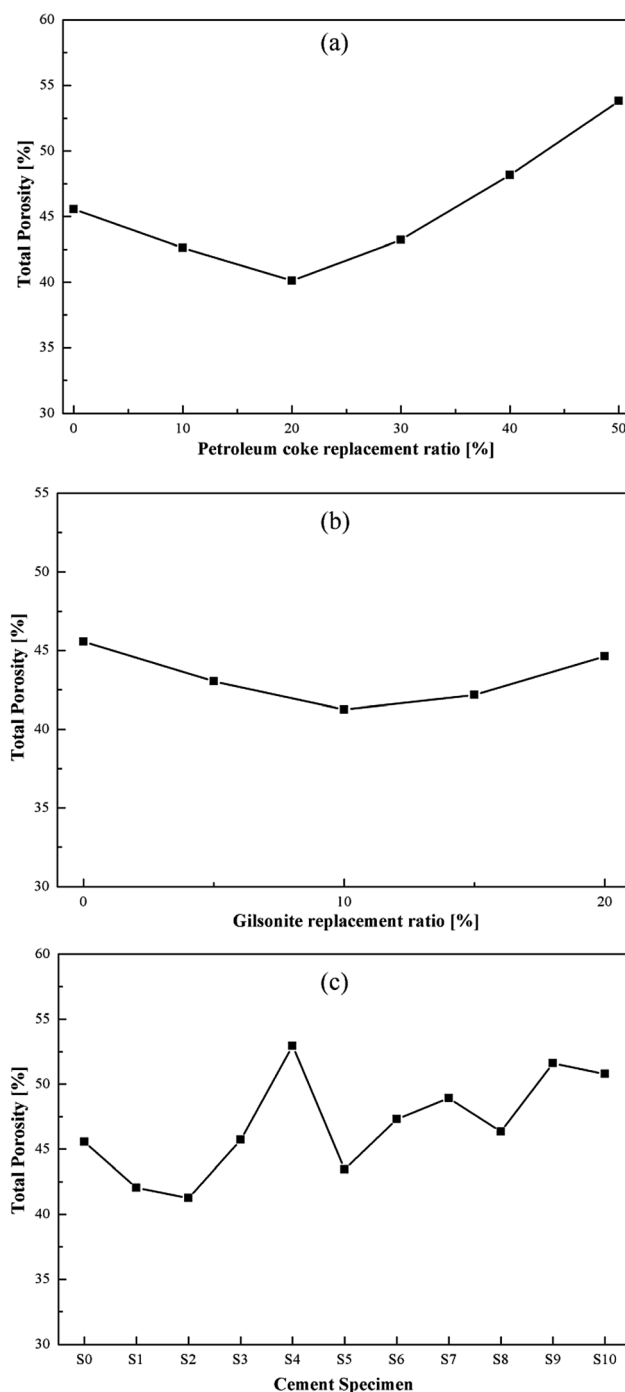 (a)
Total Porosity [%]
60
55
50
45
40
35
30
0 10 20 30 40 50
Petroleum coke replacement ratio [%]
(b)
Total Porosity [%]
55
50
45
40
35
30
0 10 20
Gilsonite replacement ratio [%]
(c)
Total Porosity [%]
60
55
50
45
40
35
30
S0 S1 S2 S3 S4 S5 S6 S7 S8 S9 S10
Cement Specimen